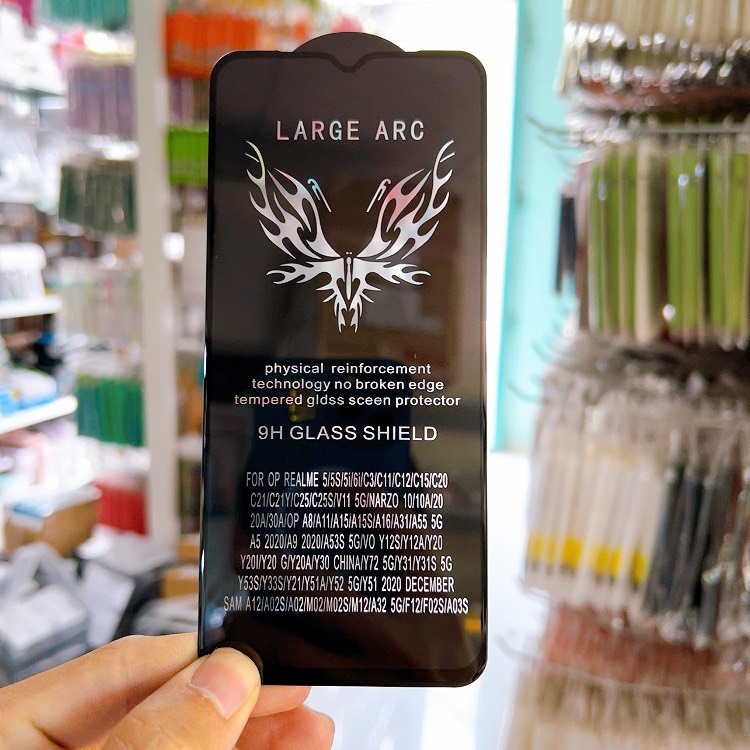 LARGE ARC
physical reinforcement
technology no broken edge
tempered gldss sceen protector
9H GLASS SHIELD
FOR OP REALME 5/5S/5i/6i/C3/C11/C12/C15/C20
C21/C21Y/C25/C25S/V11 5G/NARZO 10/10A/20
20A/30A/OP A8/A11/A15/A15S/A16/A31/A55 5G
A5 2020/A9 2020/A53S 5G/VO Y12S/Y12A/Y20
Y20I/Y20 G/Y20A/Y30 CHINA/Y72 5G/Y31/Y31S 5G
Y53S/Y33S/Y21/Y51A/Y52 5G/Y51 2020 DECEMBER
SAM A12/A02S/A02/M02/M02S/M12/A32 5G/F12/F02S/A03S